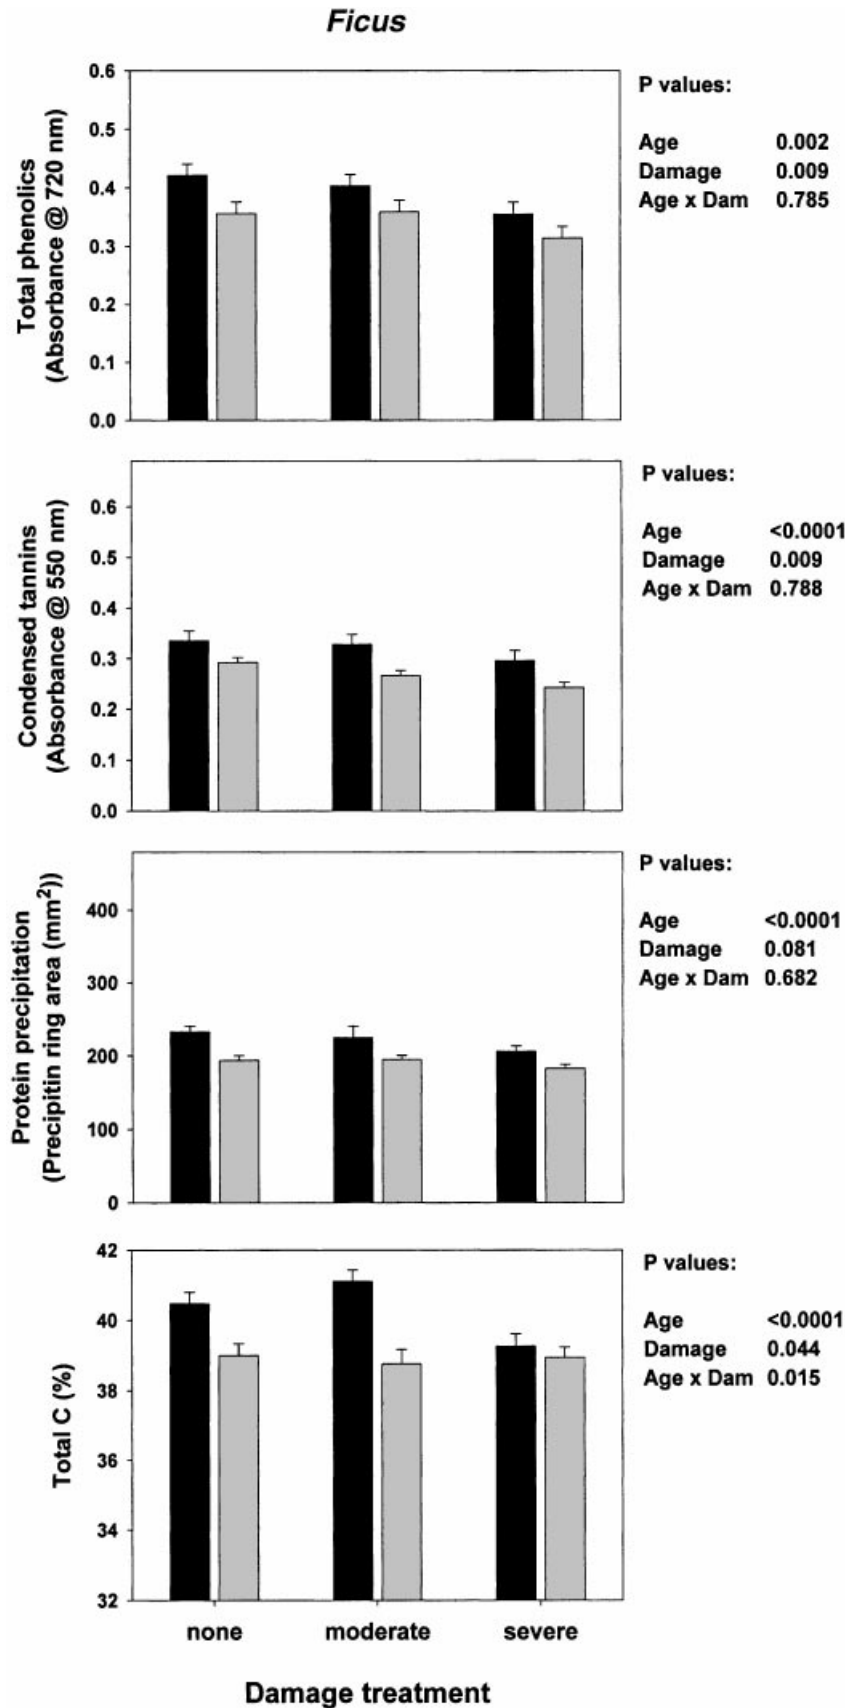 Ficus
Total phenolics
(Absorbance @ 720 nm)
0.6
0.5
0.4
0.3
0.2
0.1
0.0
P values:
Age 0.002
Damage 0.009
Age x Dam 0.785
Condensed tannins
(Absorbance @ 550 nm)
0.6
0.5
0.4
0.3
0.2
0.1
0.0
P values:
Age <0.0001
Damage 0.009
Age x Dam 0.788
Protein precipitation
(Precipitin ring area (mm²))
400
300
200
100
0
P values:
Age <0.0001
Damage 0.081
Age x Dam 0.682
Total C (%)
42
40
38
36
34
32
P values:
Age <0.0001
Damage 0.044
Age x Dam 0.015
none moderate severe
Damage treatment